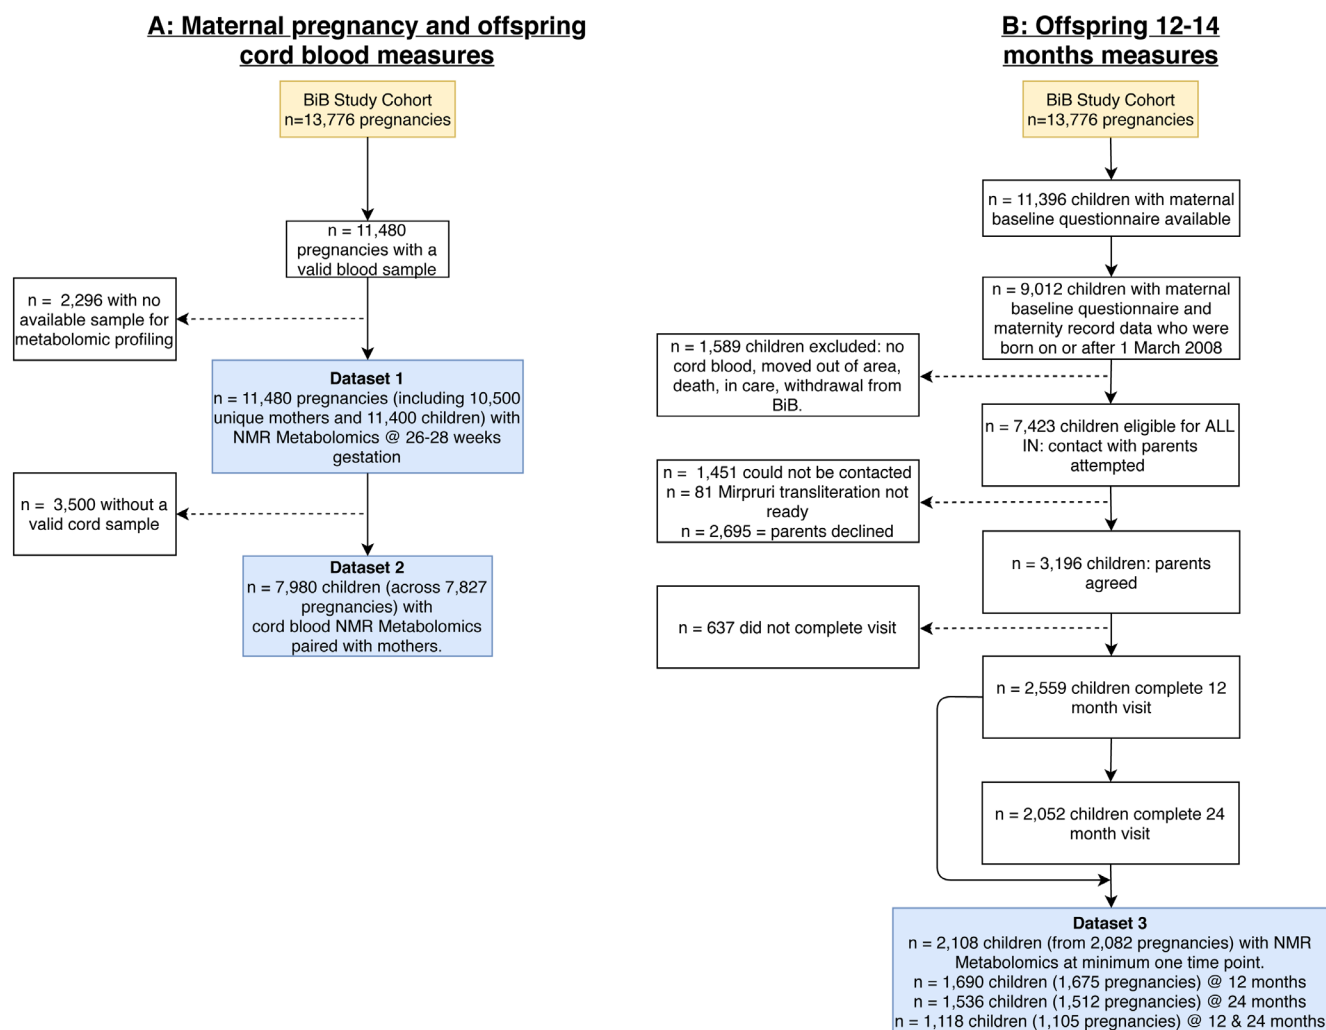 A: Maternal pregnancy and offspring
cord blood measures
BiB Study Cohort
n=13,776 pregnancies
n = 11,480
pregnancies with a
valid blood sample
n =  2,296 with no
available sample for
metabolomic profiling
Dataset 1
n = 11,480 pregnancies (including 10,500
unique mothers and 11,400 children) with
NMR Metabolomics @ 26-28 weeks
gestation
n =  3,500 without a
valid cord sample
Dataset 2
n = 7,980 children (across 7,827
pregnancies) with
cord blood NMR Metabolomics
paired with mothers.
B: Offspring 12-14
months measures
BiB Study Cohort
n=13,776 pregnancies
n = 11,396 children with maternal
baseline questionnaire available
n = 9,012 children with maternal
baseline questionnaire and
maternity record data who were
born on or after 1 March 2008
n = 1,589 children excluded: no
cord blood, moved out of area,
death, in care, withdrawal from
BiB.
n = 7,423 children eligible for ALL
IN: contact with parents
attempted
n =  1,451 could not be contacted
n = 81 Mirpruri transliteration not
ready
n = 2,695 = parents declined
n = 3,196 children: parents
agreed
n = 637 did not complete visit
n = 2,559 children complete 12
month visit
n = 2,052 children complete 24
month visit
Dataset 3
n = 2,108 children (from 2,082 pregnancies) with NMR
Metabolomics at minimum one time point.
n = 1,690 children (1,675 pregnancies) @ 12 months
n = 1,536 children (1,512 pregnancies) @ 24 months
n = 1,118 children (1,105 pregnancies) @ 12 & 24 months